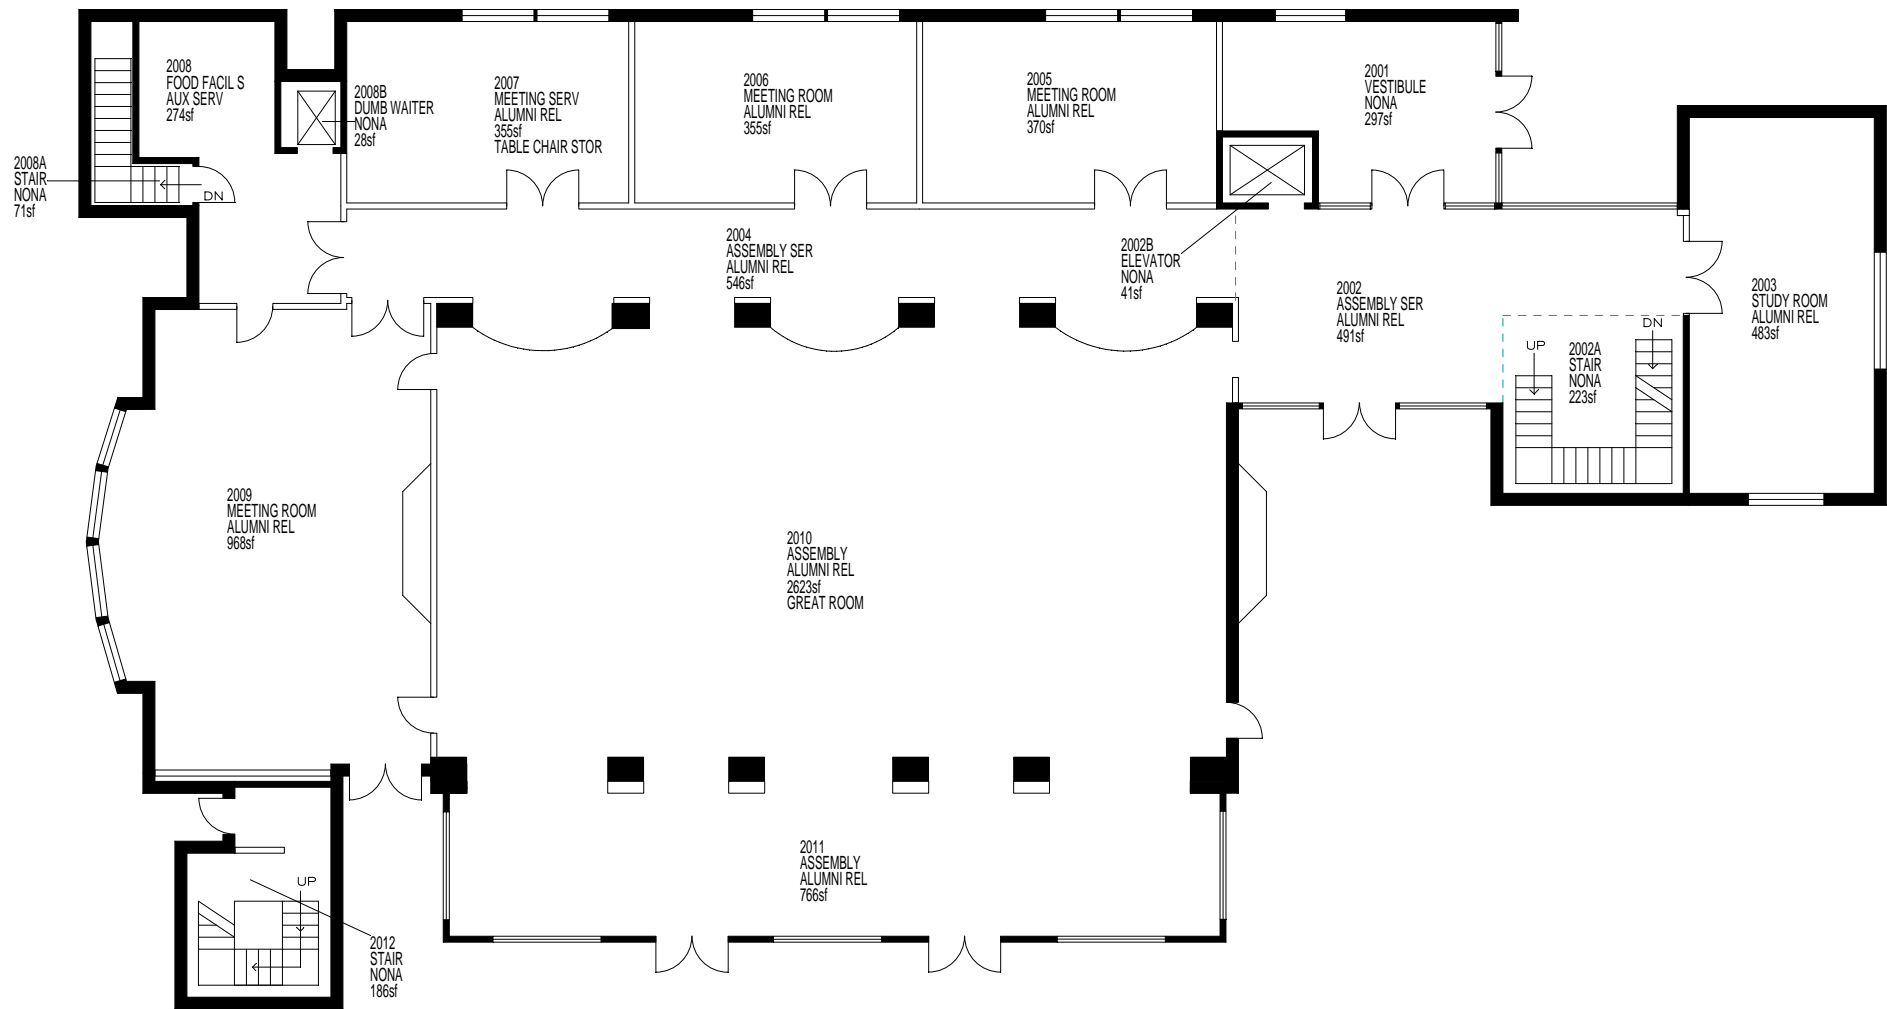 2008
FOOD FACIL S
AUX SERV
274sf
2008B
DUMB WAITER
NONA
28sf
2007
MEETING SERV
ALUMNI REL
355sf
TABLE CHAIR STOR
2006
MEETING ROOM
ALUMNI REL
355sf
2005
MEETING ROOM
ALUMNI REL
370sf
2001
VESTIBULE
NONA
297sf
2008A
STAIR
NONA
71sf
DN
2004
ASSEMBLY SER
ALUMNI REL
546sf
2002B
ELEVATOR
NONA
41sf
2002
ASSEMBLY SER
ALUMNI REL
491sf
2003
STUDY ROOM
ALUMNI REL
483sf
UP
2002A
STAIR
NONA
223sf
DN
2009
MEETING ROOM
ALUMNI REL
968sf
2010
ASSEMBLY
ALUMNI REL
2623sf
GREAT ROOM
2011
ASSEMBLY
ALUMNI REL
766sf
UP
2012
STAIR
NONA
186sf